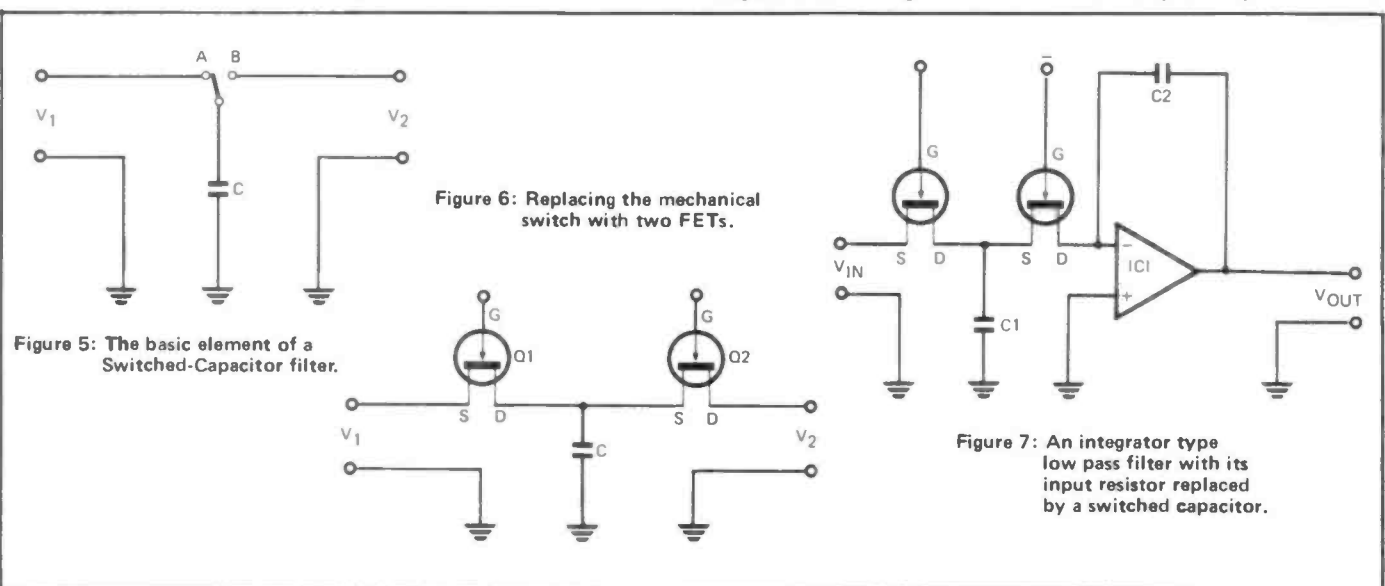 A B
V1
V2
C
Figure 5: The basic element of a
Switched-Capacitor filter.
Figure 6: Replacing the mechanical
switch with two FETs.
G
Q1
G
Q2
S D
S D
V1
C
V2
G
G
C2
S D
S D
VIN
C1
IC1
−
+
VOUT
Figure 7: An integrator type
low pass filter with its
input resistor replaced
by a switched capacitor.